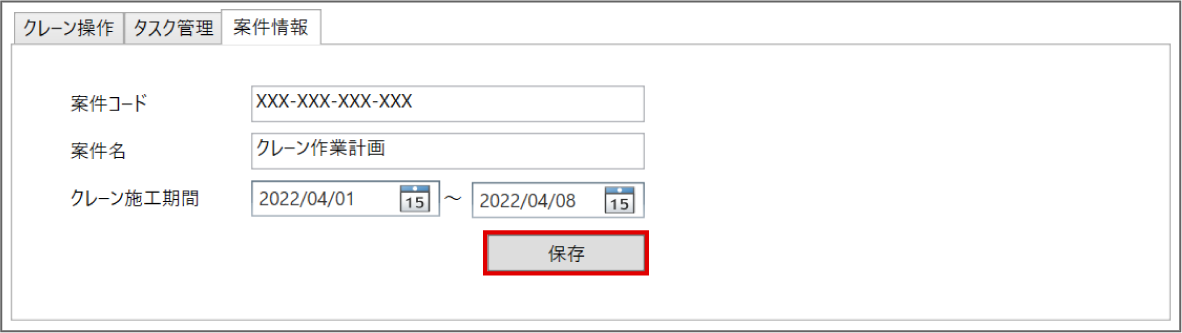 クレーン操作 タスク管理 案件情報
案件コード XXX-XXX-XXX-XXX
案件名 クレーン作業計画
クレーン施工期間 2022/04/01 15 ～ 2022/04/08 15
保存